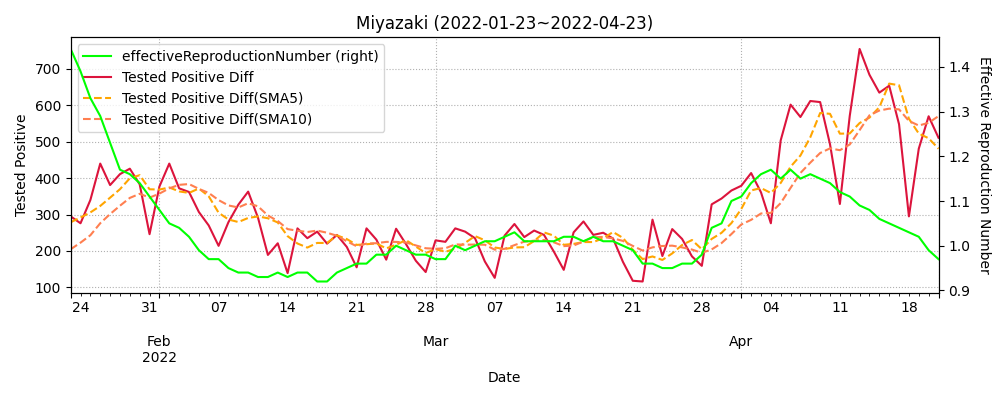 Miyazaki (2022-01-23~2022-04-23)
effectiveReproductionNumber (right)
Tested Positive Diff
Tested Positive Diff(SMA5)
Tested Positive Diff(SMA10)
Tested Positive
700
600
500
400
300
200
100
1.4
1.3
1.2
1.1
1.0
0.9
Effective Reproduction Number
24 31 07 14 21 28 07 14 21 28 04 11 18
Feb Mar Apr
2022
Date